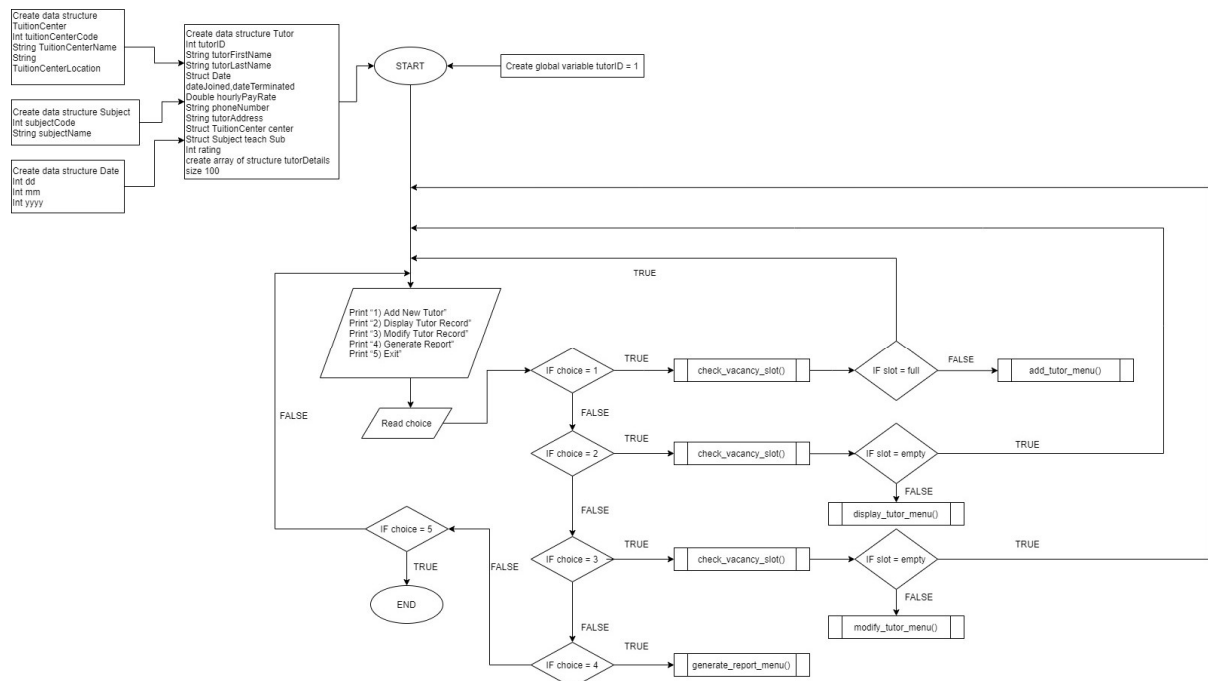 Create data structure
TuitionCenter
Int tuitionCenterCode
String TuitionCenterName
String
TuitionCenterLocation
Create data structure Subject
Int subjectCode
String subjectName
Create data structure Date
Int dd
Int mm
Int yyyy
Create data structure Tutor
Int tutorID
String tutorFirstName
String tutorLastName
Struct Date
dateJoined,dateTerminated
Double hourlyPayRate
String phoneNumber
String tutorAddress
Struct TuitionCenter center
Struct Subject teach Sub
Int rating
create array of structure tutorDetails
size 100
START
Create global variable tutorID = 1
TRUE
Print “1) Add New Tutor”
Print “2) Display Tutor Record”
Print “3) Modify Tutor Record”
Print “4) Generate Report”
Print “5) Exit”
Read choice
FALSE
IF choice = 1
TRUE
check_vacancy_slot()
IF slot = full
FALSE
add_tutor_menu()
FALSE
IF choice = 2
TRUE
check_vacancy_slot()
IF slot = empty
TRUE
FALSE
display_tutor_menu()
FALSE
IF choice = 3
TRUE
check_vacancy_slot()
IF slot = empty
TRUE
FALSE
modify_tutor_menu()
FALSE
IF choice = 4
TRUE
generate_report_menu()
FALSE
IF choice = 5
TRUE
END